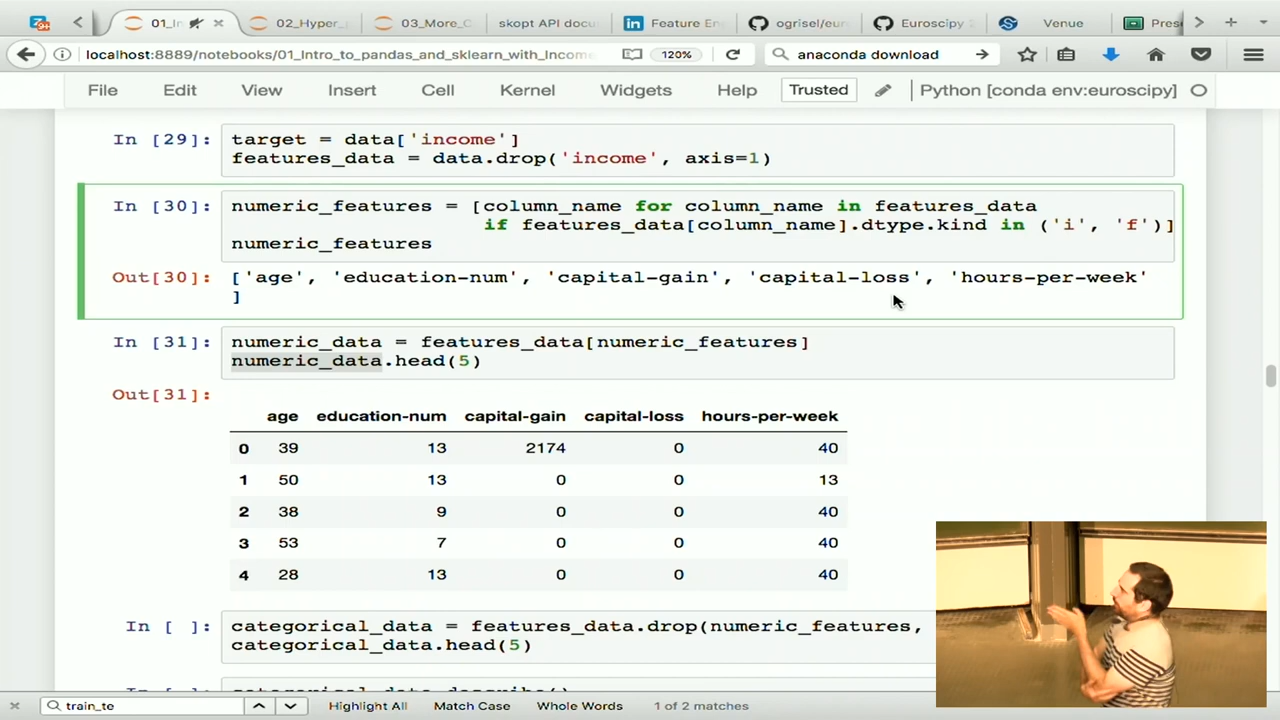 01_In
02_Hyper_
03_More_
skopt API docu
Feature En
ogrisel/eur
Euroscipy
Venue
Pres
localhost:8889/notebooks/01_Intro_to_pandas_and_sklearn_with_Incom
120%
anaconda download
File Edit View Insert Cell Kernel Widgets Help Trusted Python [conda env:euroscipy]
In [29]: target = data['income']
features_data = data.drop('income', axis=1)
In [30]: numeric_features = [column_name for column_name in features_data
if features_data[column_name].dtype.kind in ('i', 'f')]
numeric_features
Out[30]: ['age', 'education-num', 'capital-gain', 'capital-loss', 'hours-per-week'
]
In [31]: numeric_data = features_data[numeric_features]
numeric_data.head(5)
Out[31]:
age education-num capital-gain capital-loss hours-per-week
0 39 13 2174 0 40
1 50 13 0 0 13
2 38 9 0 0 40
3 53 7 0 0 40
4 28 13 0 0 40
In [ ]: categorical_data = features_data.drop(numeric_features,
categorical_data.head(5)
train_te Highlight All Match Case Whole Words 1 of 2 matches